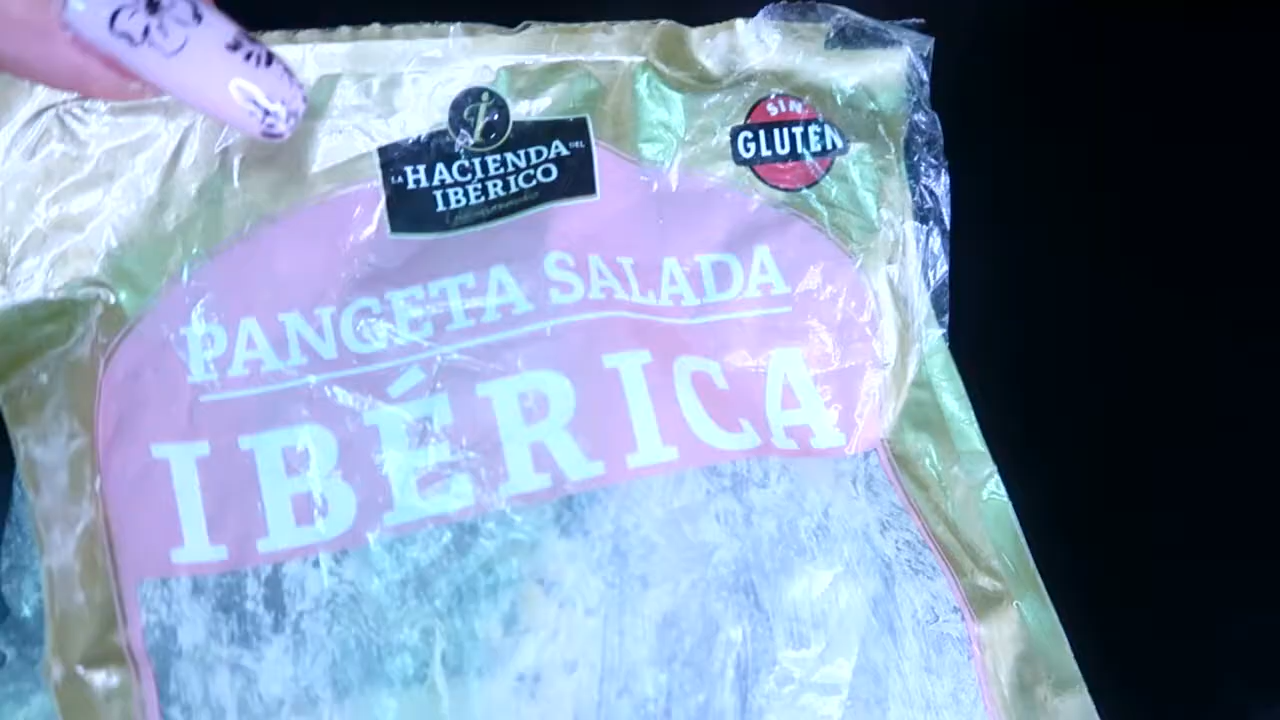 SIN
GLUTEN
LA HACIENDA DEL
IBÉRICO
PANCETA SALADA
IBÉRICA